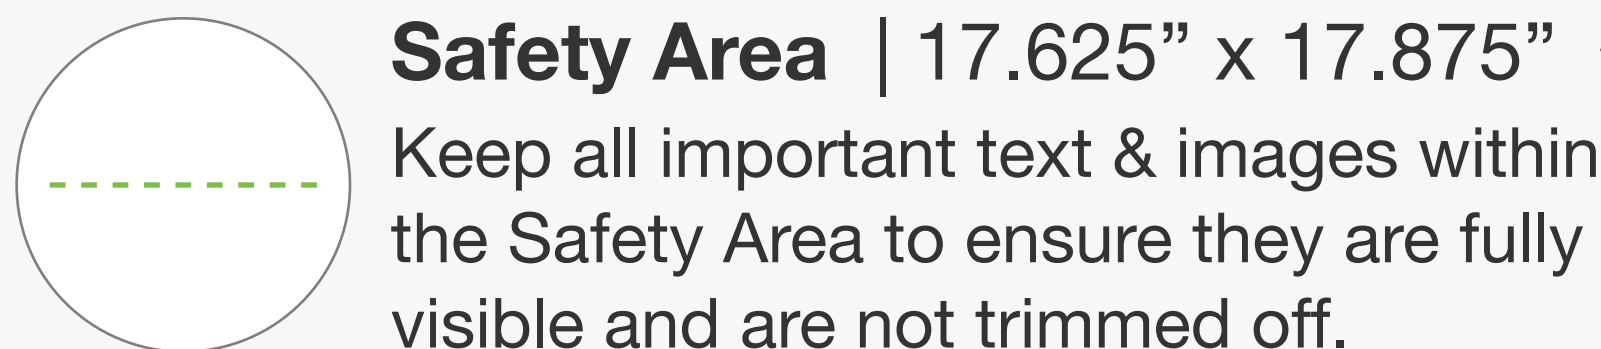 Safety Area | 17.625” x 17.875”
Keep all important text & images within
the Safety Area to ensure they are fully
visible and are not trimmed off.